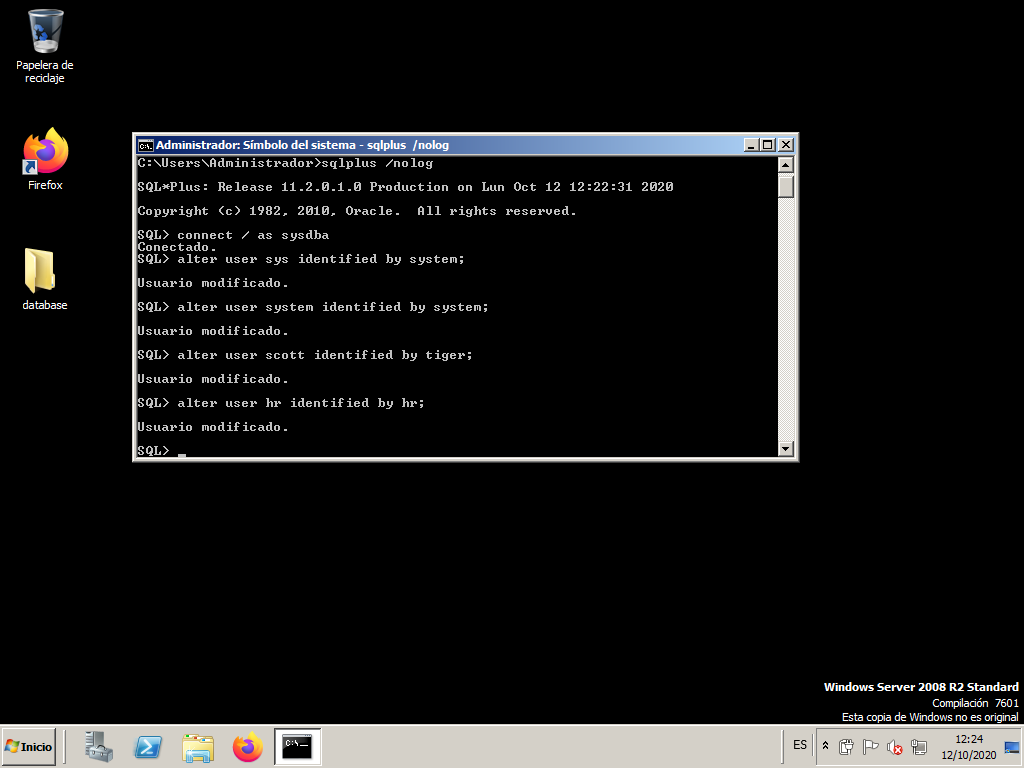 Papelera de
reciclaje
Firefox
database
Administrador: Símbolo del sistema - sqlplus  /nolog
C:\Users\Administrador>sqlplus /nolog
SQL*Plus: Release 11.2.0.1.0 Production on Lun Oct 12 12:22:31 2020
Copyright (c) 1982, 2010, Oracle.  All rights reserved.
SQL> connect / as sysdba
Conectado.
SQL> alter user sys identified by system;
Usuario modificado.
SQL> alter user system identified by system;
Usuario modificado.
SQL> alter user scott identified by tiger;
Usuario modificado.
SQL> alter user hr identified by hr;
Usuario modificado.
SQL> _
Windows Server 2008 R2 Standard
Compilación  7601
Esta copia de Windows no es original
Inicio
C:\_
ES
12:24
12/10/2020